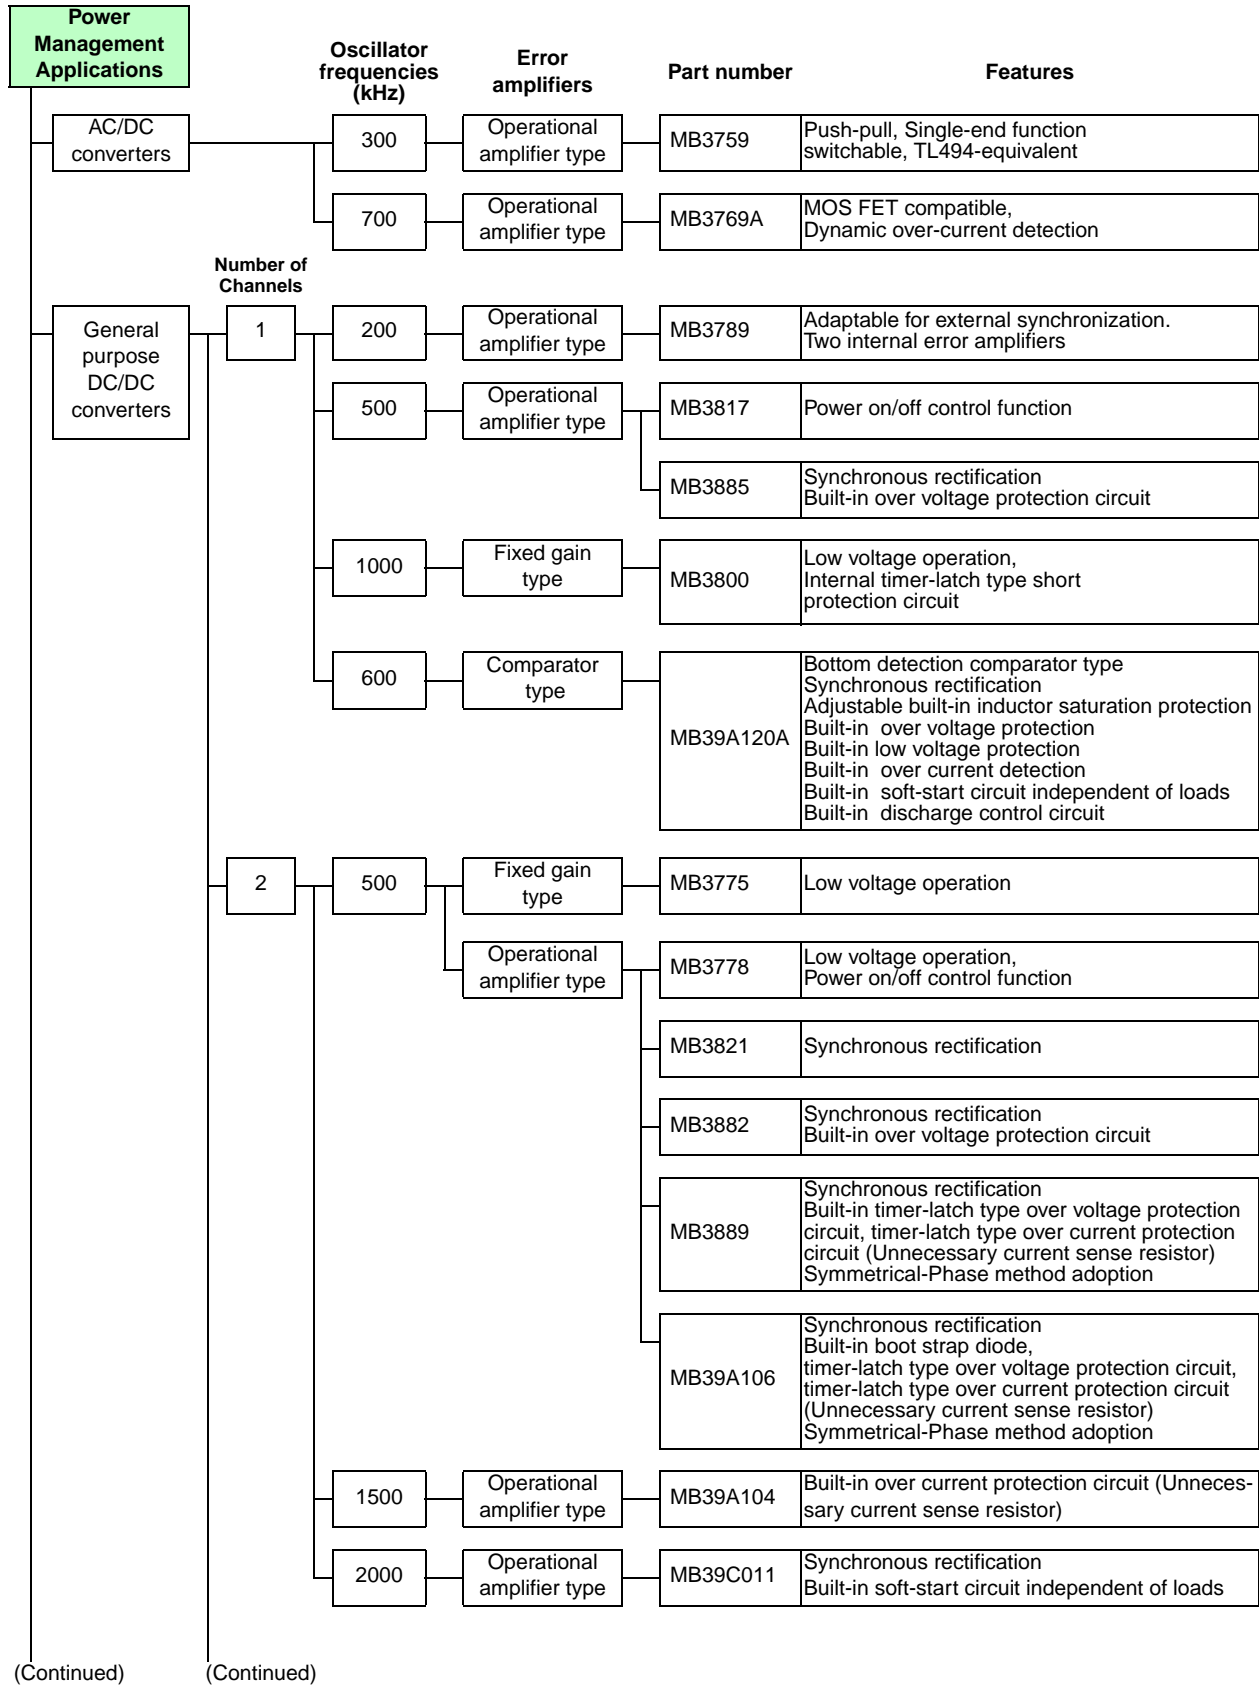 Power
Management
Applications
Oscillator
frequencies
(kHz)
Error
amplifiers
Part number
Features
AC/DC
converters
300
Operational
amplifier type
MB3759
Push-pull, Single-end function
switchable, TL494-equivalent
700
Operational
amplifier type
MB3769A
MOS FET compatible,
Dynamic over-current detection
Number of
Channels
General
purpose
DC/DC
converters
1
200
Operational
amplifier type
MB3789
Adaptable for external synchronization.
Two internal error amplifiers
500
Operational
amplifier type
MB3817
Power on/off control function
MB3885
Synchronous rectification
Built-in over voltage protection circuit
1000
Fixed gain
type
MB3800
Low voltage operation,
Internal timer-latch type short
protection circuit
600
Comparator
type
MB39A120A
Bottom detection comparator type
Synchronous rectification
Adjustable built-in inductor saturation protection
Built-in over voltage protection
Built-in low voltage protection
Built-in over current detection
Built-in soft-start circuit independent of loads
Built-in discharge control circuit
2
500
Fixed gain
type
MB3775
Low voltage operation
Operational
amplifier type
MB3778
Low voltage operation,
Power on/off control function
MB3821
Synchronous rectification
MB3882
Synchronous rectification
Built-in over voltage protection circuit
MB3889
Synchronous rectification
Built-in timer-latch type over voltage protection
circuit, timer-latch type over current protection
circuit (Unnecessary current sense resistor)
Symmetrical-Phase method adoption
MB39A106
Synchronous rectification
Built-in boot strap diode,
timer-latch type over voltage protection circuit,
timer-latch type over current protection circuit
(Unnecessary current sense resistor)
Symmetrical-Phase method adoption
1500
Operational
amplifier type
MB39A104
Built-in over current protection circuit (Unneces-
sary current sense resistor)
2000
Operational
amplifier type
MB39C011
Synchronous rectification
Built-in soft-start circuit independent of loads
(Continued)
(Continued)